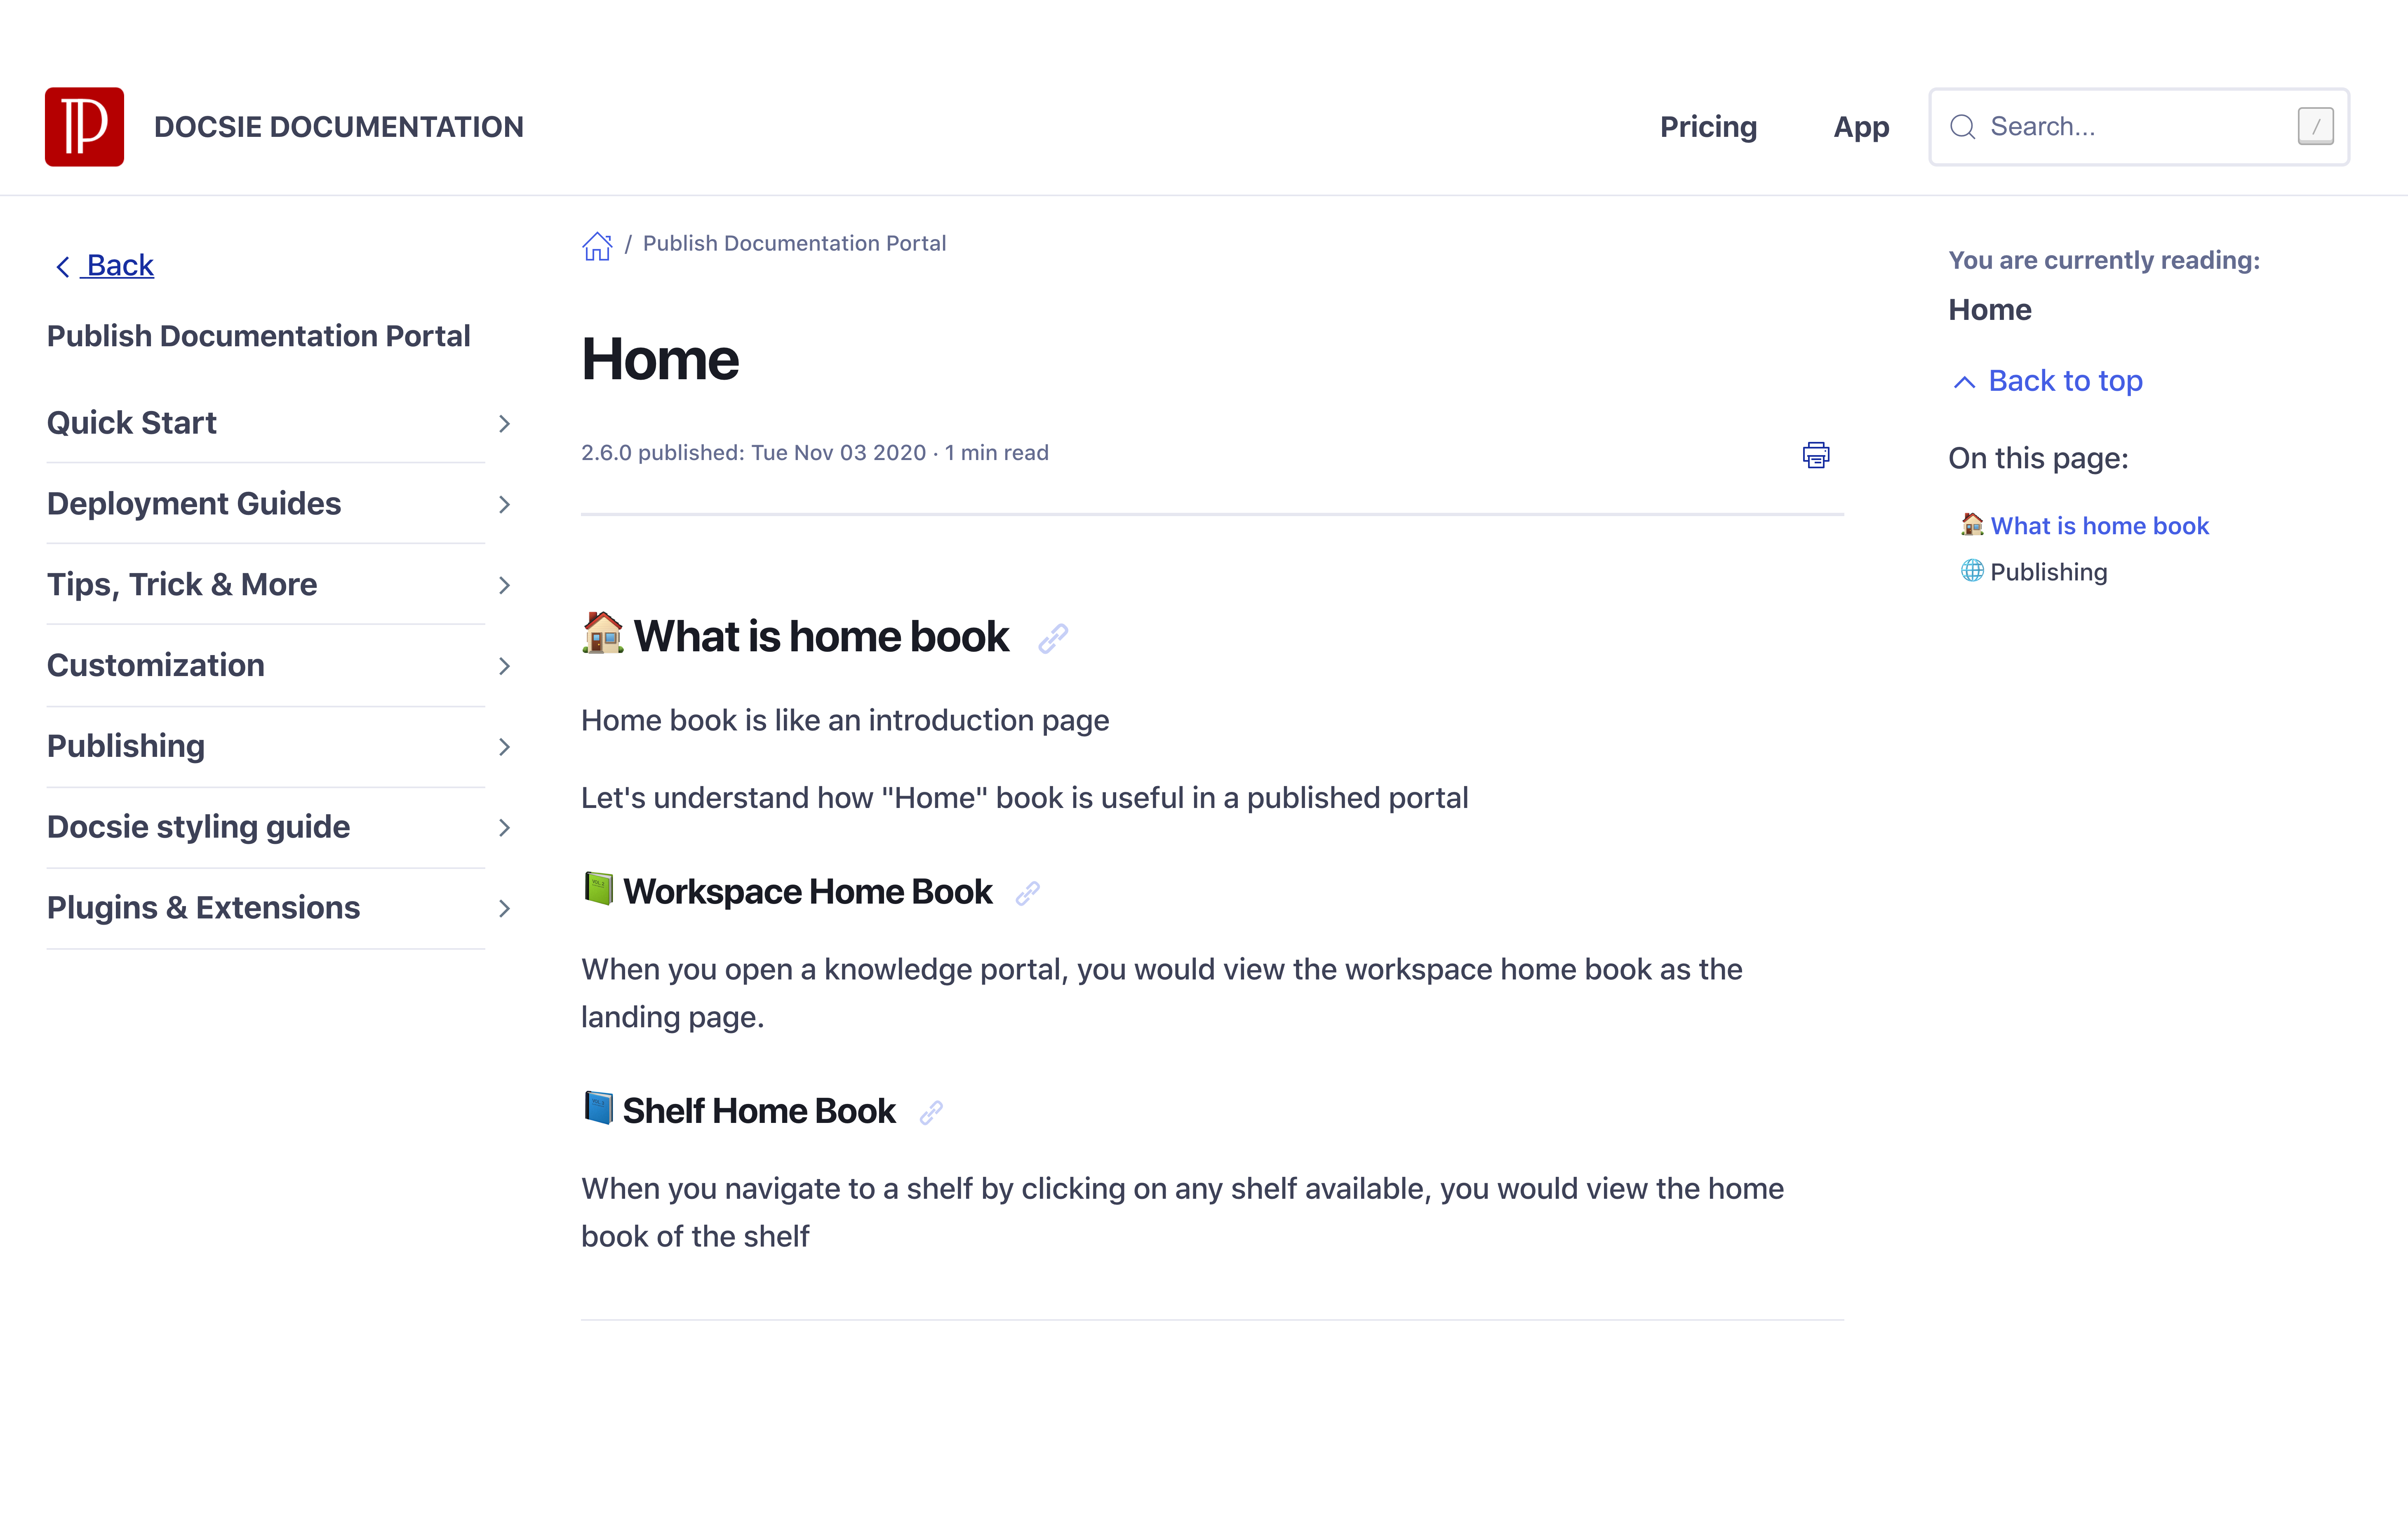 DOCSIE DOCUMENTATION
Pricing
App
Search...
/
Back
Publish Documentation Portal
Quick Start
Deployment Guides
Tips, Trick & More
Customization
Publishing
Docsie styling guide
Plugins & Extensions
/ Publish Documentation Portal
Home
2.6.0 published: Tue Nov 03 2020 · 1 min read
🏠 What is home book
Home book is like an introduction page
Let's understand how "Home" book is useful in a published portal
📗 Workspace Home Book
When you open a knowledge portal, you would view the workspace home book as the
landing page.
📘 Shelf Home Book
When you navigate to a shelf by clicking on any shelf available, you would view the home
book of the shelf
You are currently reading:
Home
Back to top
On this page:
🏠 What is home book
🌐 Publishing